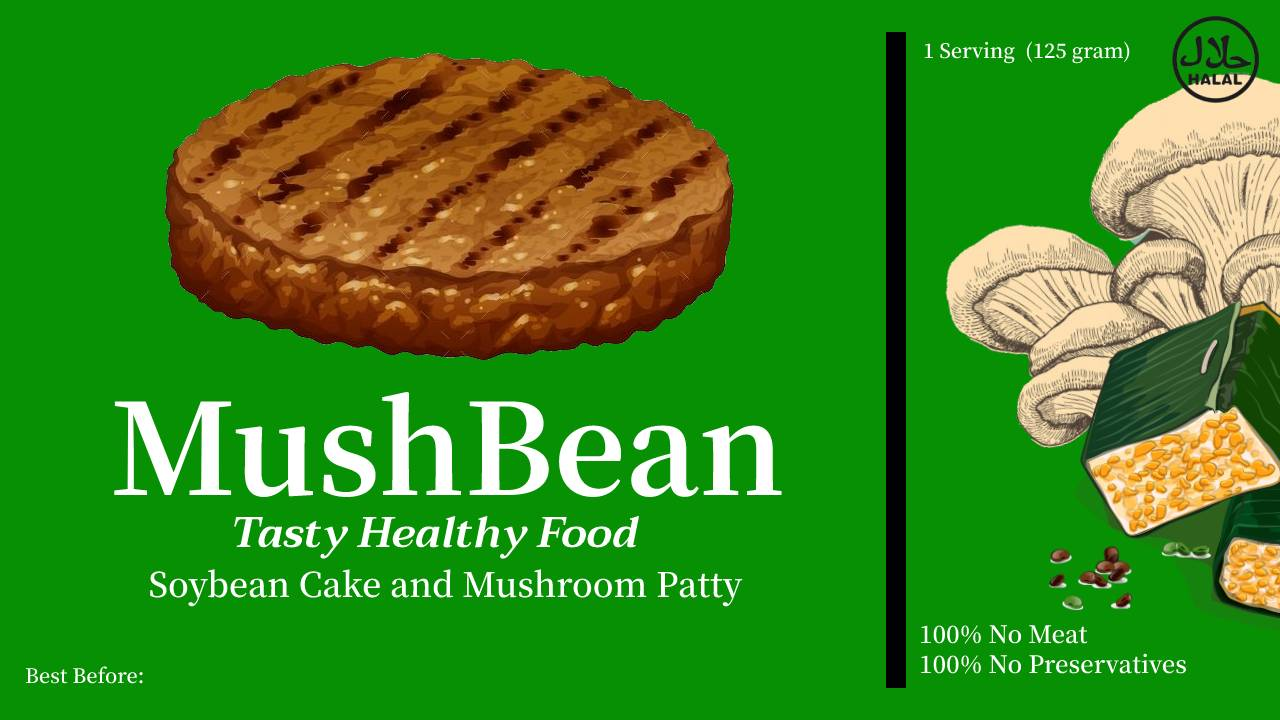 MushBean
Tasty Healthy Food
Soybean Cake and Mushroom Patty
Best Before:
1 Serving (125 gram)
حلال
HALAL
100% No Meat
100% No Preservatives